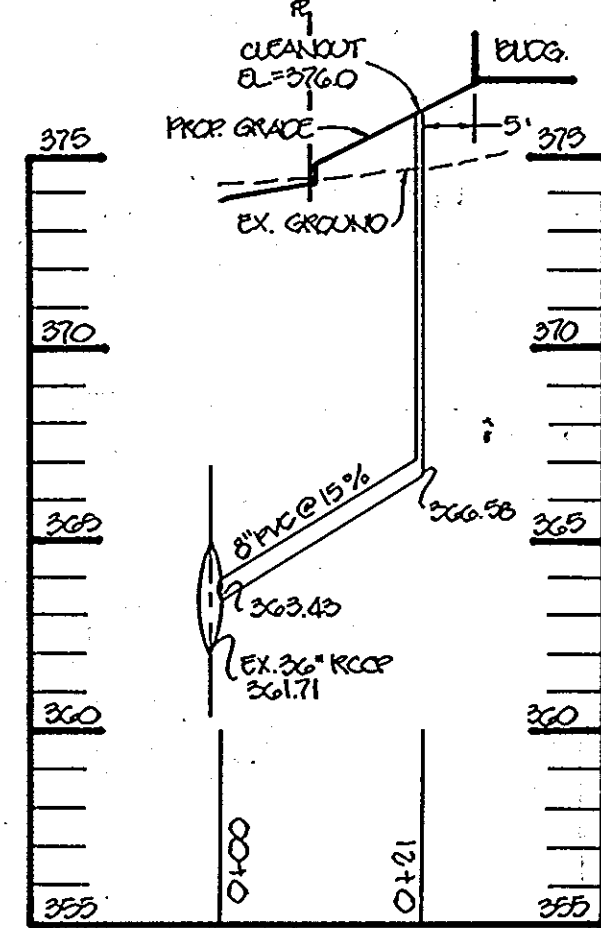 PL
CLEANOUT
EL=376.0
BLDG.
PROP. GRADE
5'
375
375
EX. GROUND
370
370
8" PVC @ 15%
366.58
365
365
363.43
EX. 36" RCCP
361.71
360
360
0+00
0+21
355
355